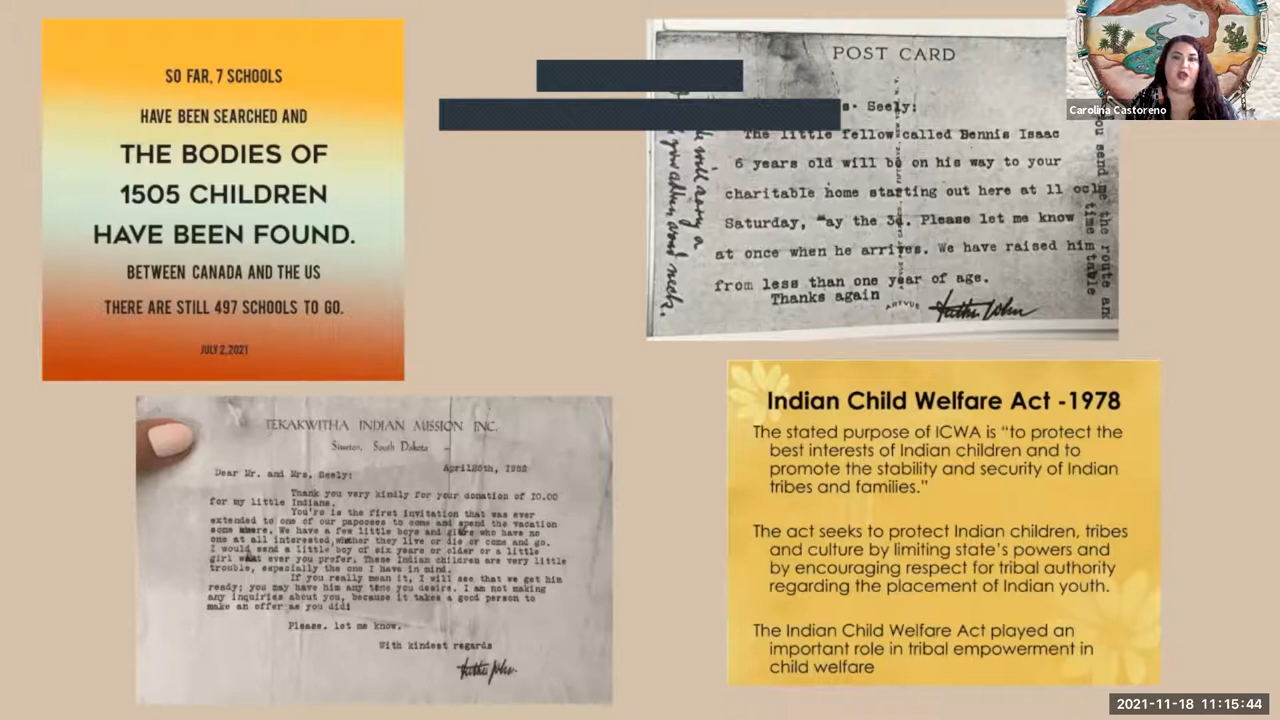 SO FAR, 7 SCHOOLS
HAVE BEEN SEARCHED AND
THE BODIES OF
1505 CHILDREN
HAVE BEEN FOUND.
BETWEEN CANADA AND THE US
THERE ARE STILL 497 SCHOOLS TO GO.
JULY 2, 2021
POST CARD
s. Seely:
The little fellow called Dennis Isaac
6 years old will be on his way to your
charitable home starting out here at 11 ocl
Saturday, ay the 3d. Please let me know
at once when he arrives. We have raised him
from less than one year of age.
Thanks again
ARTVUE
will carry a
ou send me the route an
time table
Carolina Castoreno
TEKAKWITHA INDIAN MISSION INC.
Sisseton, South Dakota
Dear Mr. and Mrs. Seely:
Thank you very kindly for your donation of 10.00
for my little Indians.
You're is the first invitation that was ever
extended to one of our papooses to come and spend the vacation
some where. We have a few little boys and girls who have no
one at all interested, whether they live or die or come and go.
I would send a little boy of six years or older or a little
girl what ever you prefer. These Indian children are very little
trouble, especially the one I have in mind.
If you really mean it, I will see that we get him
ready; you may have him any time you desire. I am not making
any inquiries about you, because it takes a good person to
make an offer as you did!
Please, let me know.
With kindest regards
Indian Child Welfare Act -1978
The stated purpose of ICWA is “to protect the
best interests of Indian children and to
promote the stability and security of Indian
tribes and families.”
The act seeks to protect Indian children, tribes
and culture by limiting state’s powers and
by encouraging respect for tribal authority
regarding the placement of Indian youth.
The Indian Child Welfare Act played an
important role in tribal empowerment in
child welfare
2021-11-18 11:15:44